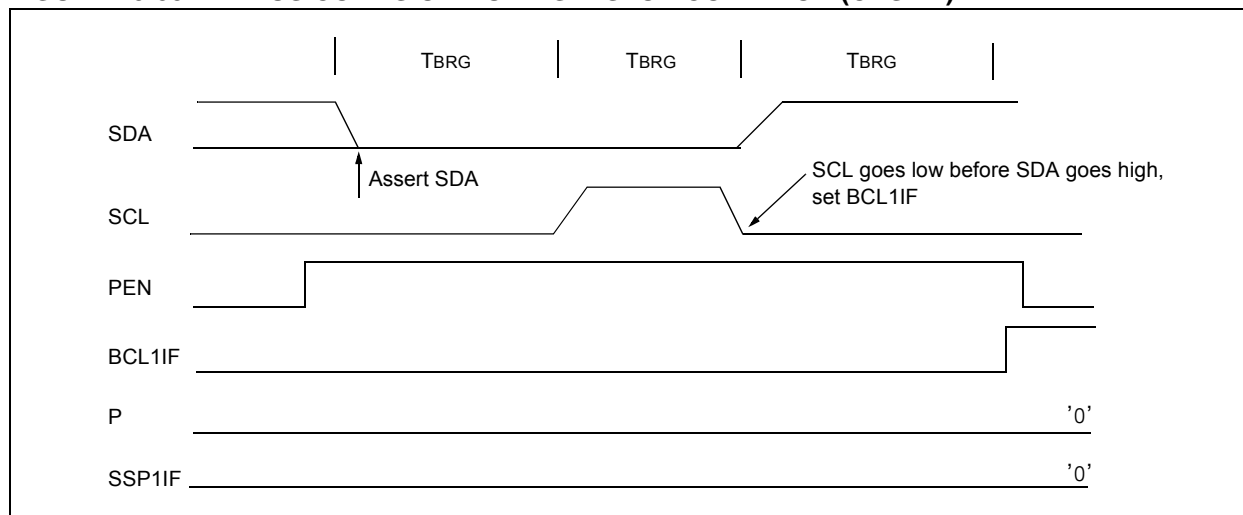 TBRG TBRG TBRG
SDA
Assert SDA
SCL goes low before SDA goes high,
set BCL1IF
SCL
PEN
BCL1IF
P '0'
SSP1IF '0'